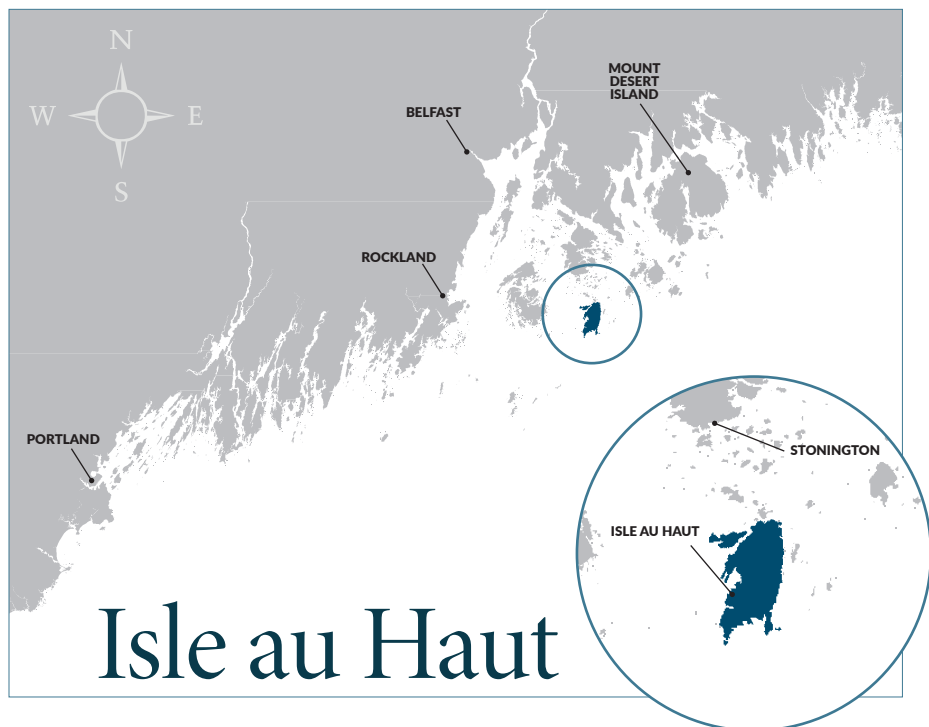 N
W
E
S
MOUNT
DESERT
ISLAND
BELFAST
ROCKLAND
PORTLAND
STONINGTON
ISLE AU HAUT
Isle au Haut